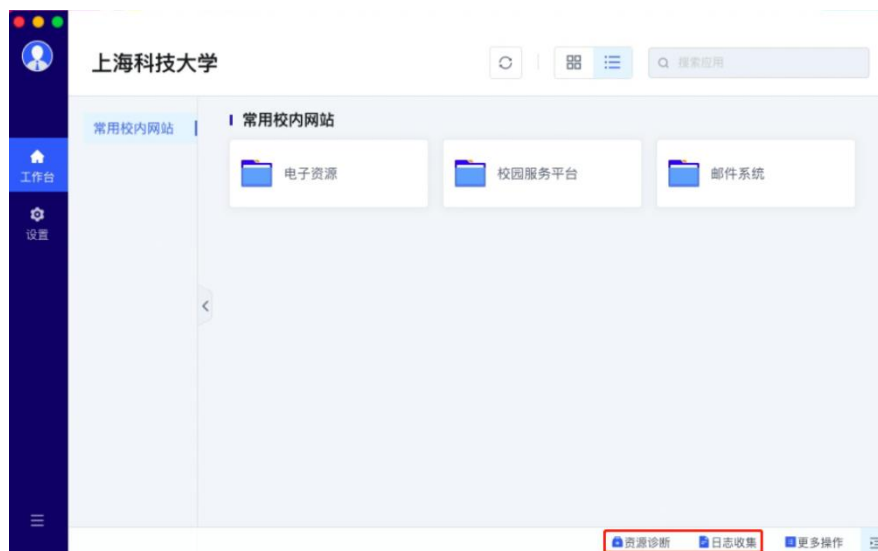 上海科技大学
搜索应用
常用校内网站
常用校内网站
电子资源
校园服务平台
邮件系统
工作台
设置
资源诊断
日志收集
更多操作